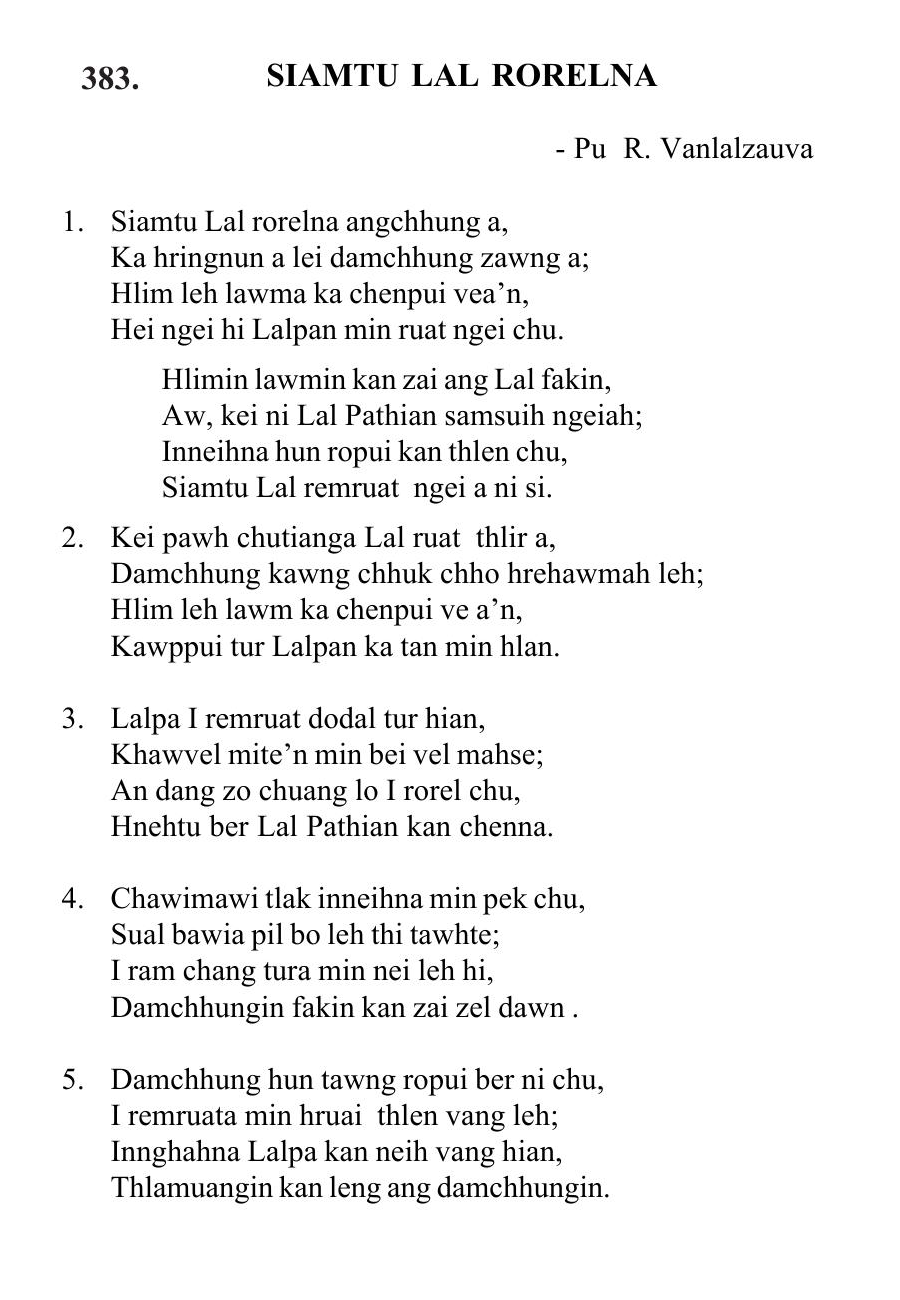 383. SIAMTU LAL RORELNA
- Pu R. Vanlalzauva
1. Siamtu Lal rorelna angchhung a,
Ka hringnun a lei damchhung zawng a;
Hlim leh lawma ka chenpui vea’n,
Hei ngei hi Lalpan min ruat ngei chu.
Hlimin lawmin kan zai ang Lal fakin,
Aw, kei ni Lal Pathian samsuih ngeiah;
Inneihna hun ropui kan thlen chu,
Siamtu Lal remruat ngei a ni si.
2. Kei pawh chutianga Lal ruat thlir a,
Damchhung kawng chhuk chho hrehawmah leh;
Hlim leh lawm ka chenpui ve a’n,
Kawppui tur Lalpan ka tan min hlan.
3. Lalpa I remruat dodal tur hian,
Khawvel mite’n min bei vel mahse;
An dang zo chuang lo I rorel chu,
Hnehtu ber Lal Pathian kan chenna.
4. Chawimawi tlak inneihna min pek chu,
Sual bawia pil bo leh thi tawhte;
I ram chang tura min nei leh hi,
Damchhungin fakin kan zai zel dawn .
5. Damchhung hun tawng ropui ber ni chu,
I remruata min hruai thlen vang leh;
Innghahna Lalpa kan neih vang hian,
Thlamuangin kan leng ang damchhungin.